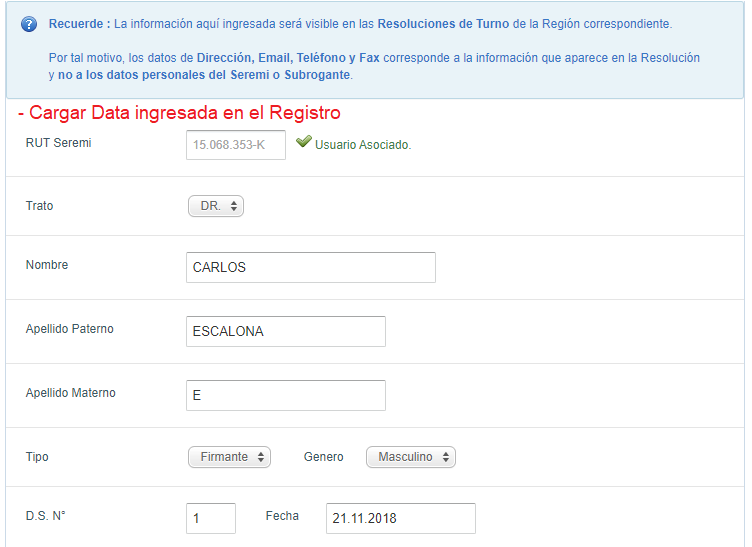 Recuerde : La información aquí ingresada será visible en las Resoluciones de Turno de la Región correspondiente.
Por tal motivo, los datos de Dirección, Email, Teléfono y Fax corresponde a la información que aparece en la Resolución
y no a los datos personales del Seremi o Subrogante.
- Cargar Data ingresada en el Registro
RUT Seremi 15.068.353-K Usuario Asociado.
Trato DR.
Nombre CARLOS
Apellido Paterno ESCALONA
Apellido Materno E
Tipo Firmante Genero Masculino
D.S. N° 1 Fecha 21.11.2018